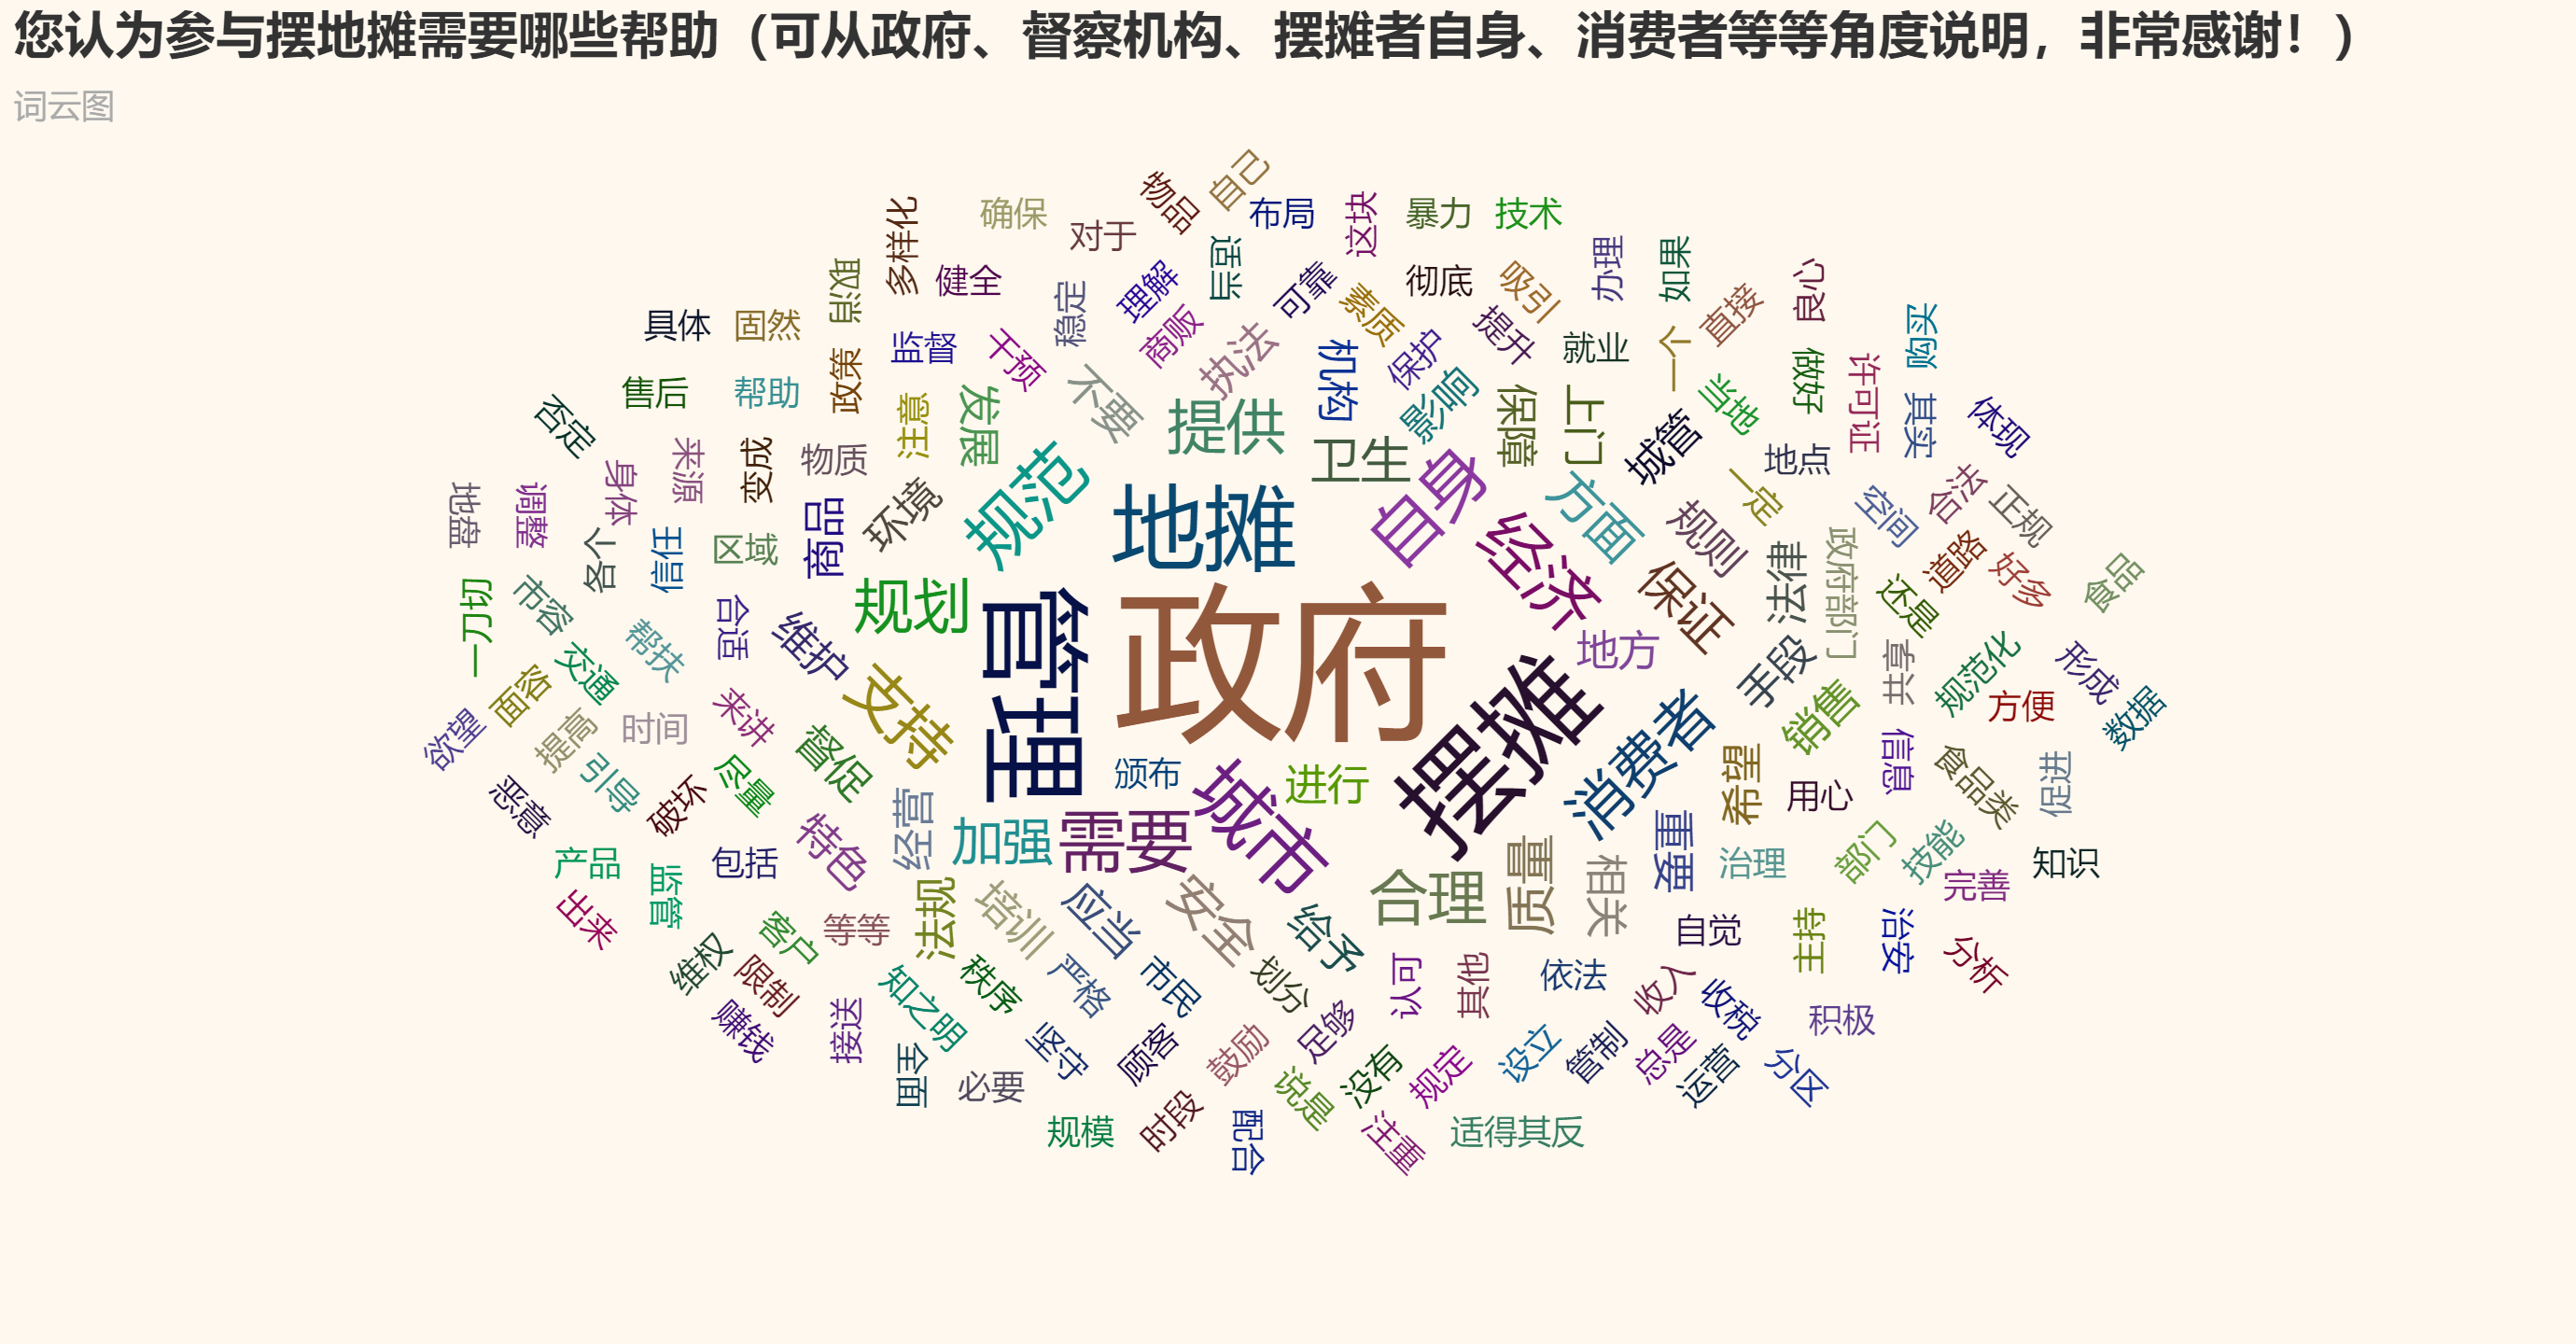 您认为参与摆地摊需要哪些帮助（可从政府、督察机构、摆摊者自身、消费者等等角度说明，非常感谢！）
词云图
物品
自己
多样化
确保
对于
布局
这块
暴力
技术
适当
办理
如果
取消
健全
稳定
理解
可靠
素质
彻底
吸引
直接
良心
具体
固然
监督
干预
商贩
执法
机构
保护
提升
就业
一个
购买
售后
帮助
政策
注意
发展
不要
提供
影响
保障
上门
城管
当地
做好
许可证
其实
体现
否定
身体
来源
变成
物质
环境
规范
卫生
自身
方面
一定
地点
空间
合法
正规
地盘
调整
各个
信任
区域
商品
地摊
经济
规则
法律
政府部门
还是
道路
好多
食品
一刀切
市容
帮扶
合适
维护
规划
管理
政府
保证
地方
手段
共享
规范化
形成
欲望
面容
交通
提高
时间
来讲
支持
摆摊
消费者
销售
方便
数据
恶意
引导
破坏
尽量
督促
颁布
城市
进行
希望
用心
信息
食品类
促进
产品
监管
包括
特色
经营
加强
需要
合理
质量
相关
重要
治理
部门
技能
完善
知识
出来
维权
限制
客户
等等
法规
培训
应当
安全
给予
自觉
主持
治安
分析
赚钱
接送
知之明
秩序
严格
市民
划分
足够
认可
其他
依法
收入
收税
积极
全面
必要
坚守
顾客
鼓励
说是
没有
规定
设立
管制
总是
运营
分区
规模
时段
配合
注重
适得其反